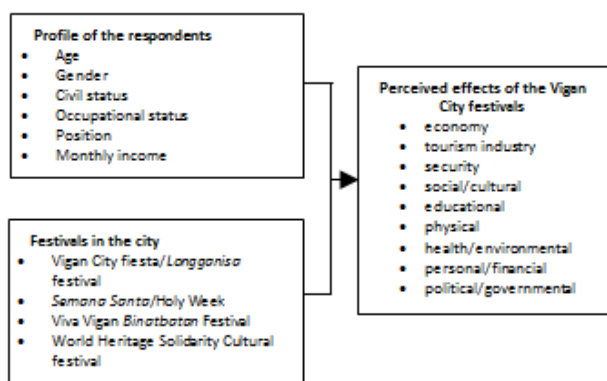 Profile of the respondents
• Age
• Gender
• Civil status
• Occupational status
• Position
• Monthly income
Festivals in the city
• Vigan City fiesta/Longganisa
festival
• Semana Santa/Holy Week
• Viva Vigan Binatbatan Festival
• World Heritage Solidarity Cultural
festival
Perceived effects of the Vigan
City festivals
• economy
• tourism industry
• security
• social/cultural
• educational
• physical
• health/environmental
• personal/financial
• political/governmental